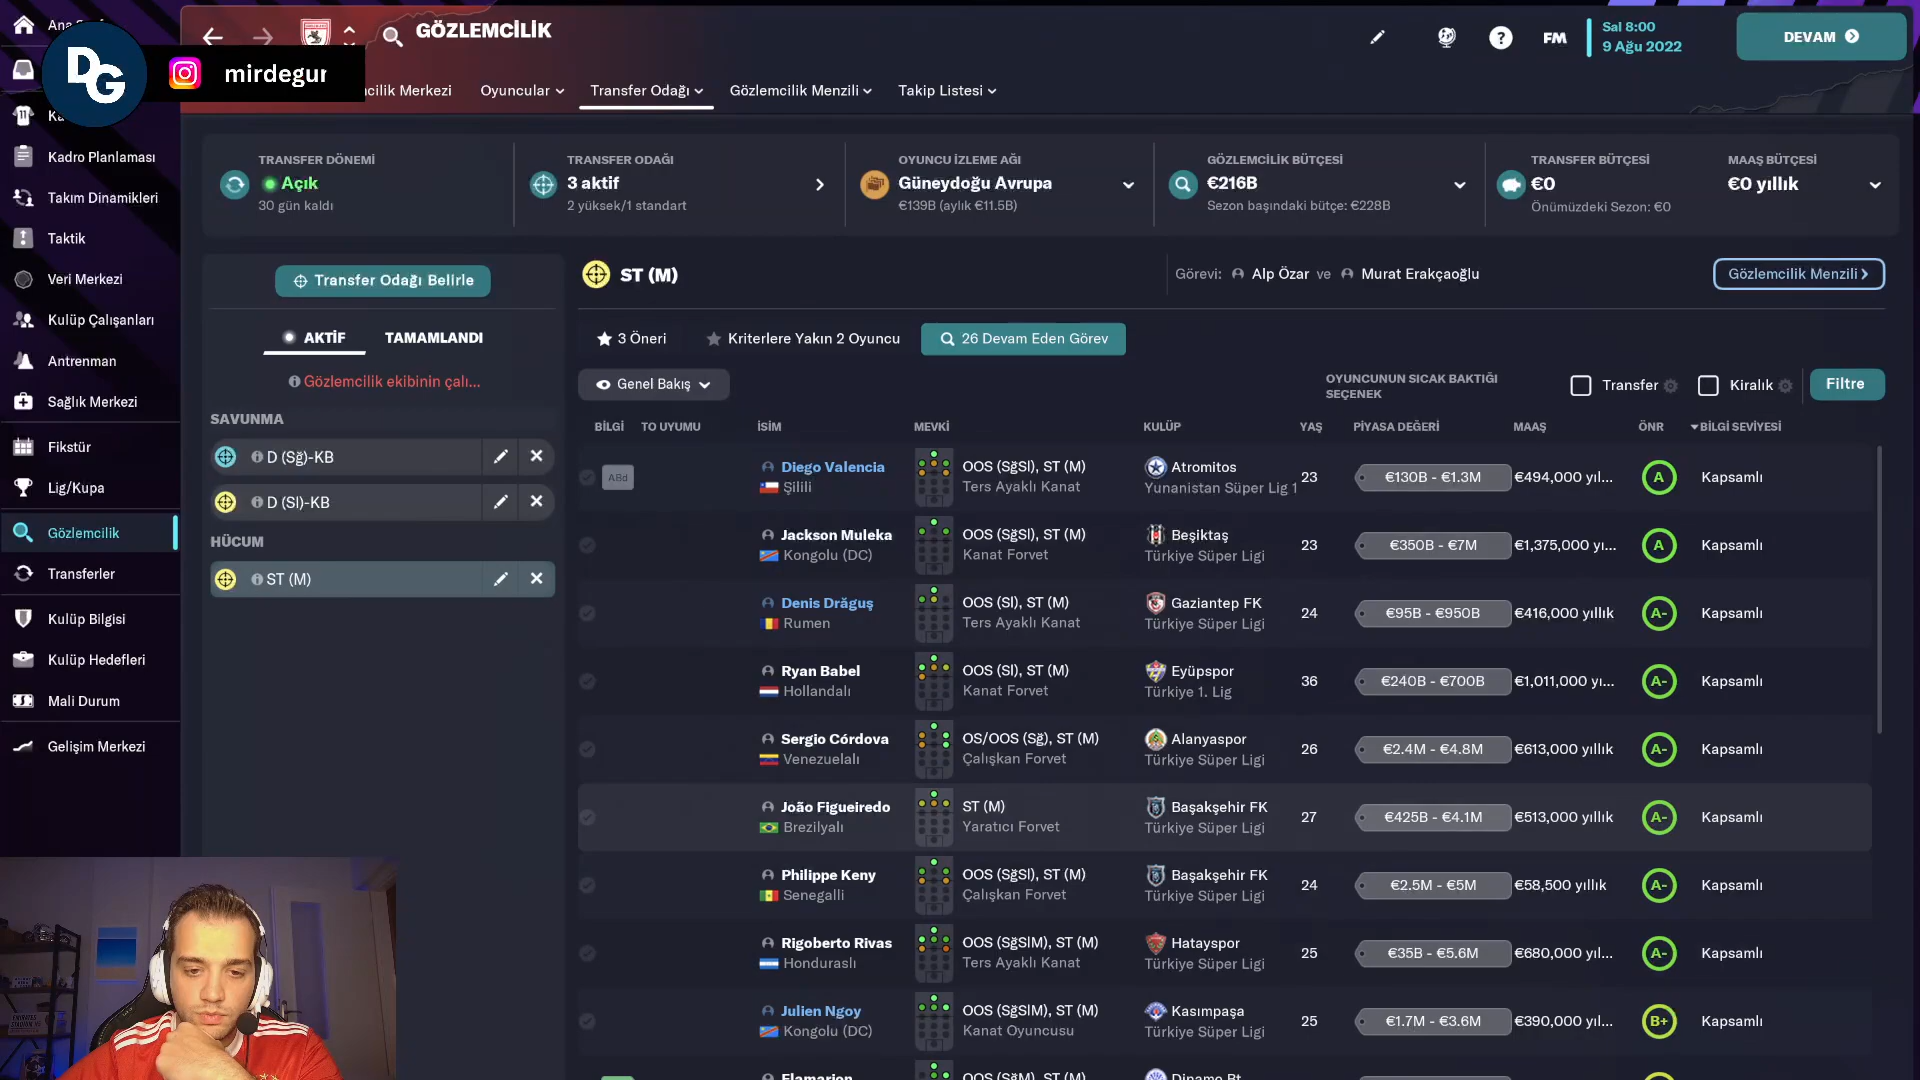 GÖZLEMCİLİK
Sal 8:00
9 Ağu 2022
FM
DEVAM
DG
mirdegur
Oyuncular
Transfer Odağı
Gözlemcilik Menzili
Takip Listesi
Kadro Planlaması
Takım Dinamikleri
Taktik
Veri Merkezi
Kulüp Çalışanları
Antrenman
Sağlık Merkezi
Fikstür
Lig/Kupa
Gözlemcilik
Transferler
Kulüp Bilgisi
Kulüp Hedefleri
Mali Durum
Gelişim Merkezi
TRANSFER DÖNEMİ
Açık
30 gün kaldı
TRANSFER ODAĞI
3 aktif
2 yüksek/1 standart
OYUNCU İZLEME AĞI
Güneydoğu Avrupa
€139B (aylık €11.5B)
GÖZLEMCİLİK BÜTÇESİ
€216B
Sezon başındaki bütçe: €228B
TRANSFER BÜTÇESİ
€0
Önümüzdeki Sezon: €0
MAAŞ BÜTÇESİ
€0 yıllık
Transfer Odağı Belirle
AKTİF
TAMAMLANDI
Gözlemcilik ekibinin çalı...
SAVUNMA
D (Sğ)-KB
D (Sl)-KB
HÜCUM
ST (M)
ST (M)
Görevi: Alp Özar ve Murat Erakçaoğlu
Gözlemcilik Menzili
3 Öneri
Kriterlere Yakın 2 Oyuncu
26 Devam Eden Görev
Genel Bakış
OYUNCUNUN SICAK BAKTIĞI
SEÇENEK
Transfer
Kiralık
Filtre
BİLGİ TO UYUMU İSİM MEVKİ KULÜP YAŞ PİYASA DEĞERİ MAAŞ ÖNR BİLGİ SEVİYESİ
ABd Diego Valencia OOS (SğSl), ST (M) Atromitos 23 €130B - €1.3M €494,000 yıl... A Kapsamlı
Şilili Ters Ayaklı Kanat Yunanistan Süper Lig 1
Jackson Muleka OOS (SğSl), ST (M) Beşiktaş 23 €350B - €7M €1,375,000 yı... A Kapsamlı
Kongolu (DC) Kanat Forvet Türkiye Süper Ligi
Denis Drăguş OOS (Sl), ST (M) Gaziantep FK 24 €95B - €950B €416,000 yıllık A- Kapsamlı
Rumen Ters Ayaklı Kanat Türkiye Süper Ligi
Ryan Babel OOS (Sl), ST (M) Eyüpspor 36 €240B - €700B €1,011,000 yı... A- Kapsamlı
Hollandalı Kanat Forvet Türkiye 1. Lig
Sergio Córdova OS/OOS (Sğ), ST (M) Alanyaspor 26 €2.4M - €4.8M €613,000 yıllık A- Kapsamlı
Venezuelalı Çalışkan Forvet Türkiye Süper Ligi
João Figueiredo ST (M) Başakşehir FK 27 €425B - €4.1M €513,000 yıllık A- Kapsamlı
Brezilyalı Yaratıcı Forvet Türkiye Süper Ligi
Philippe Keny OOS (SğSl), ST (M) Başakşehir FK 24 €2.5M - €5M €58,500 yıllık A- Kapsamlı
Senegalli Çalışkan Forvet Türkiye Süper Ligi
Rigoberto Rivas OOS (SğSlM), ST (M) Hatayspor 25 €35B - €5.6M €680,000 yıl... A- Kapsamlı
Honduraslı Ters Ayaklı Kanat Türkiye Süper Ligi
Julien Ngoy OOS (SğSlM), ST (M) Kasımpaşa 25 €1.7M - €3.6M €390,000 yıl... B+ Kapsamlı
Kongolu (DC) Kanat Oyuncusu Türkiye Süper Ligi
Flamarion OOS (SğM), ST (M) Dinamo Bt